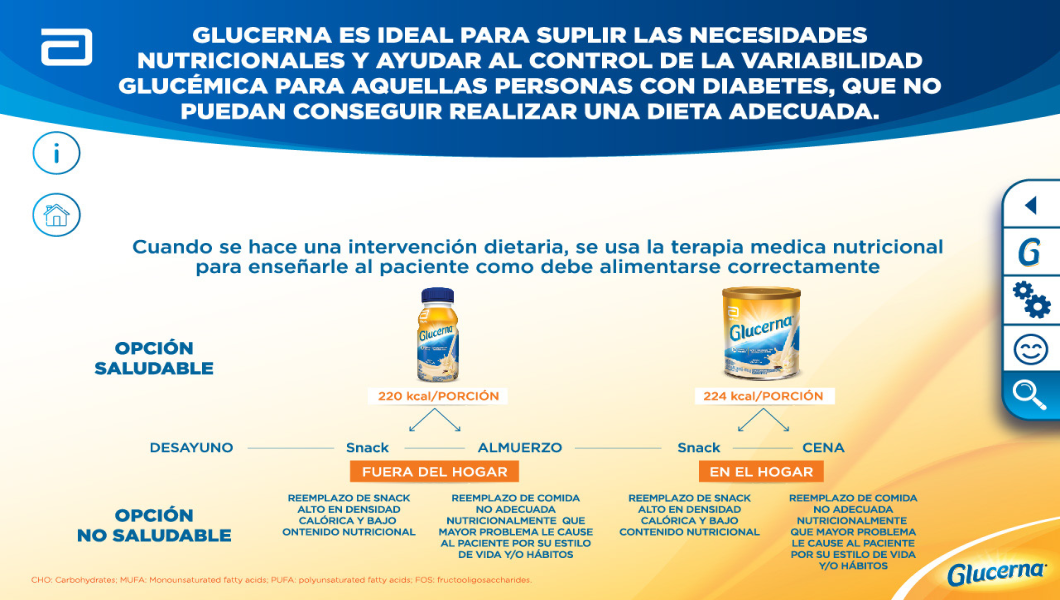 GLUCERNA ES IDEAL PARA SUPLIR LAS NECESIDADES
NUTRICIONALES Y AYUDAR AL CONTROL DE LA VARIABILIDAD
GLUCÉMICA PARA AQUELLAS PERSONAS CON DIABETES, QUE NO
PUEDAN CONSEGUIR REALIZAR UNA DIETA ADECUADA.
i
G
Cuando se hace una intervención dietaria, se usa la terapia medica nutricional
para enseñarle al paciente como debe alimentarse correctamente
OPCIÓN
SALUDABLE
Glucerna
Glucerna
220 kcal/PORCIÓN
224 kcal/PORCIÓN
DESAYUNO
Snack
ALMUERZO
Snack
CENA
FUERA DEL HOGAR
EN EL HOGAR
OPCIÓN
NO SALUDABLE
REEMPLAZO DE SNACK
ALTO EN DENSIDAD
CALÓRICA Y BAJO
ONTENIDO NUTRICIONAL
REEMPLAZO DE COMIDA
NO ADECUADA
NUTRICIONALMENTE QUE
MAYOR PROBLEMA LE CAUSE
AL PACIENTE POR SU ESTILO
DE VIDA Y/O HÁBITOS
REEMPLAZO DE SNACK
ALTO EN DENSIDAD
CALÓRICA Y BAJO
CONTENIDO NUTRICIONAL
REEMPLAZO DE COMIDA
NO ADECUADA
NUTRICIONALMENTE
QUE MAYOR PROBLEMA
LE CAUSE AL PACIENTE
POR SU ESTILO DE VIDA
Y/O HÁBITOS
CHO: Carbohydrates; MUFA: Monounsaturated fatty acids; PUFA: polyunsaturated fatty acids; FOS: fructooligosaccharides.
Glucerna